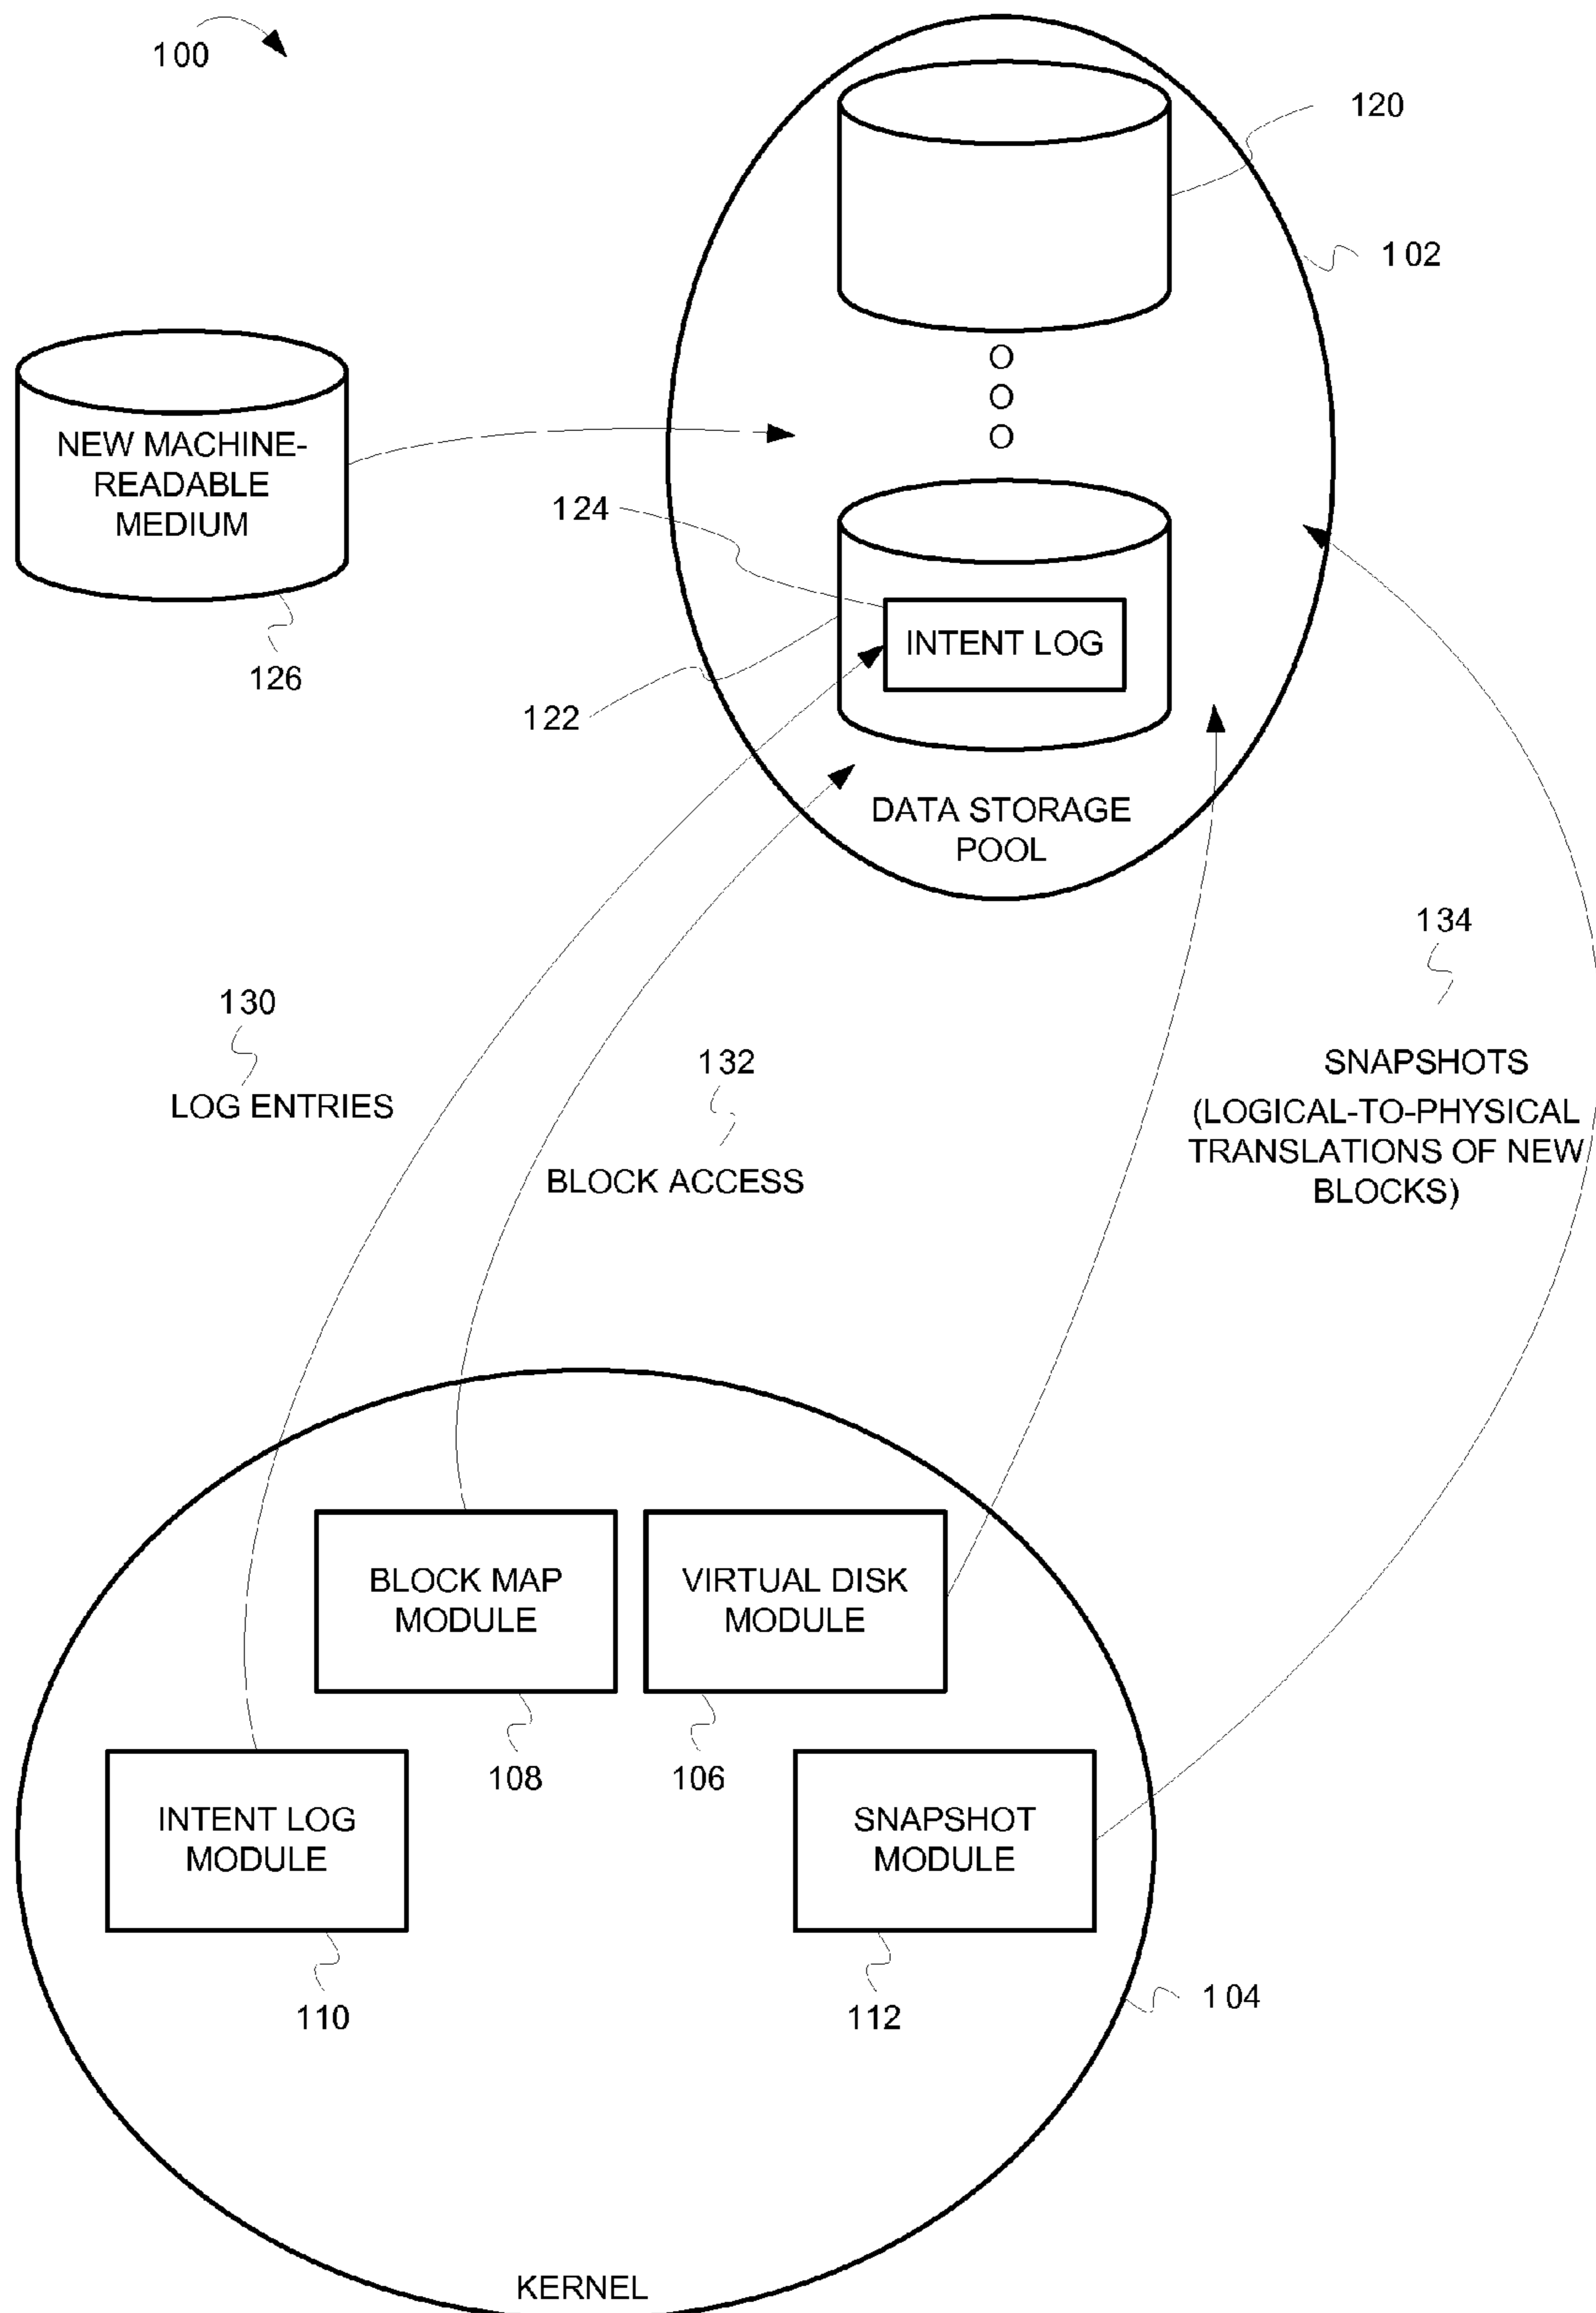 100
120
102
NEW MACHINE-
READABLE
MEDIUM
124
INTENT LOG
126
122
DATA STORAGE
POOL
134
130
132
SNAPSHOTS
LOG ENTRIES
(LOGICAL-TO-PHYSICAL
TRANSLATIONS OF NEW
BLOCKS)
BLOCK ACCESS
BLOCK MAP
MODULE
VIRTUAL DISK
MODULE
108
106
INTENT LOG
MODULE
SNAPSHOT
MODULE
104
110
112
KERNEL